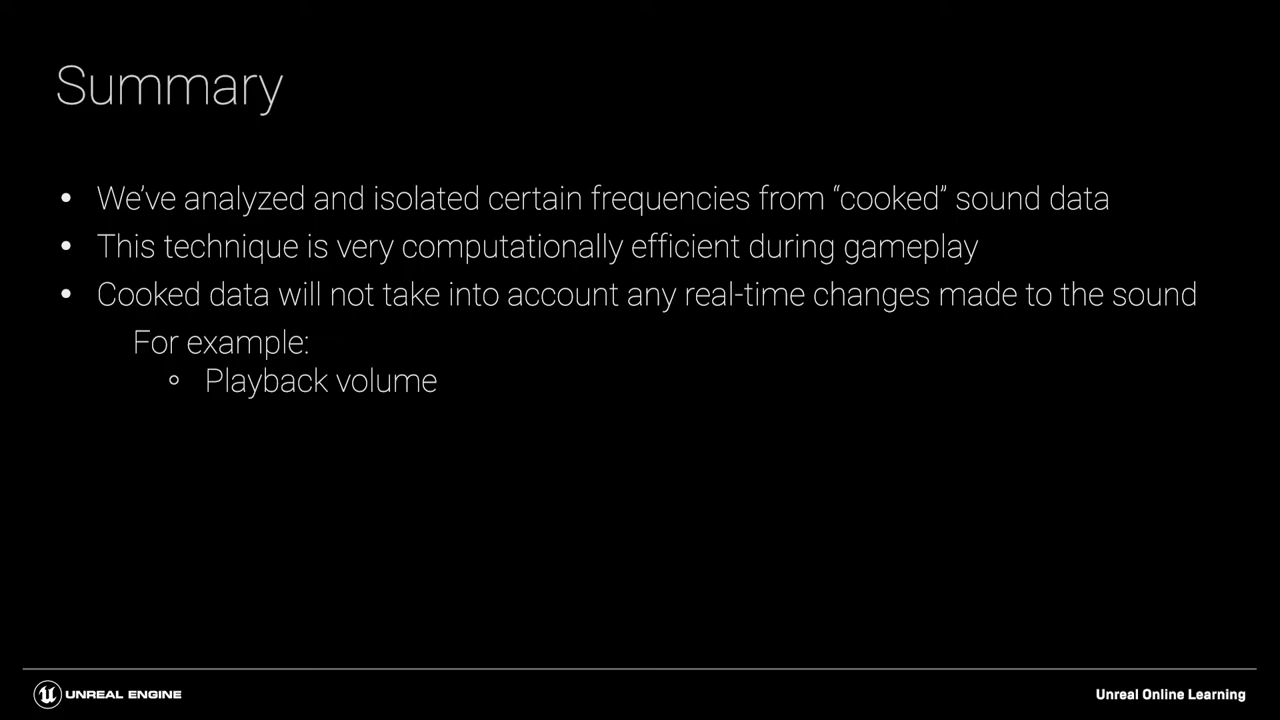 Summary
• We’ve analyzed and isolated certain frequencies from “cooked” sound data
• This technique is very computationally efficient during gameplay
• Cooked data will not take into account any real-time changes made to the sound
For example:
○ Playback volume
UNREAL ENGINE
Unreal Online Learning